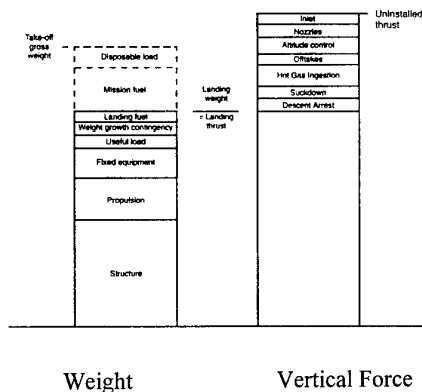 Take-off
gross
weight
Disposable load
Mission fuel
Landing fuel
Weight growth contingency
Useful load
Fixed equipment
Propulsion
Structure
Landing
weight
= Landing
thrust
Inlet
Nozzles
Altitude control
Offtakes
Hot Gas Ingestion
Suckdown
Descent Arrest
Uninstalled
thrust
Weight
Vertical Force